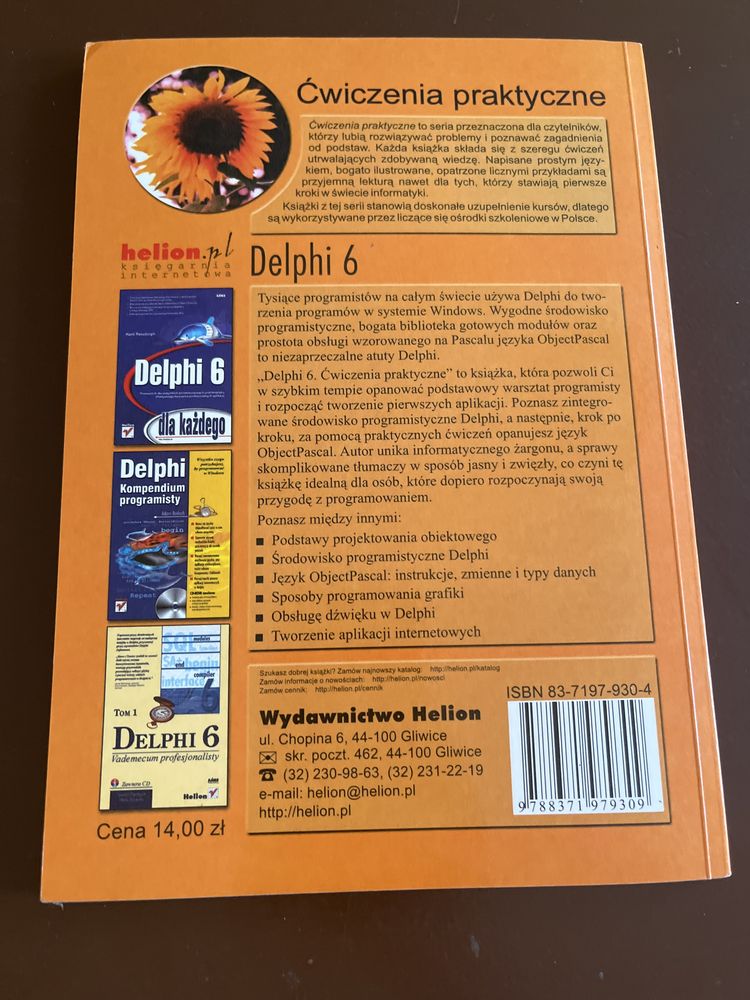 Ćwiczenia praktyczne
Ćwiczenia praktyczne to seria przeznaczona dla czytelników,
którzy lubią rozwiązywać problemy i poznawać zagadnienia
od podstaw. Każda książka składa się z szeregu ćwiczeń
utrwalających zdobywaną wiedzę. Napisane prostym języ-
kiem, bogato ilustrowane, opatrzone licznymi przykładami są
przyjemną lekturą nawet dla tych, którzy stawiają pierwsze
kroki w świecie informatyki.
Książki z tej serii stanowią doskonałe uzupełnienie kursów, dlatego
są wykorzystywane przez liczące się ośrodki szkoleniowe w Polsce.
helion.pl
księgarnia
internetowa
Delphi 6
Tysiące programistów na całym świecie używa Delphi do two-
rzenia programów w systemie Windows. Wygodne środowisko
programistyczne, bogata biblioteka gotowych modułów oraz
prostota obsługi wzorowanego na Pascalu języka ObjectPascal
to niezaprzeczalne atuty Delphi.
„Delphi 6. Ćwiczenia praktyczne” to książka, która pozwoli Ci
w szybkim tempie opanować podstawowy warsztat programisty
i rozpocząć tworzenie pierwszych aplikacji. Poznasz zintegro-
wane środowisko programistyczne Delphi, a następnie, krok po
kroku, za pomocą praktycznych ćwiczeń opanujesz język
ObjectPascal. Autor unika informatycznego żargonu, a sprawy
skomplikowane tłumaczy w sposób jasny i zwięzły, co czyni tę
książkę idealną dla osób, które dopiero rozpoczynają swoją
przygodę z programowaniem.
Poznasz między innymi:
Podstawy projektowania obiektowego
Środowisko programistyczne Delphi
Język ObjectPascal: instrukcje, zmienne i typy danych
Sposoby programowania grafiki
Obsługę dźwięku w Delphi
Tworzenie aplikacji internetowych
Delphi 6
dla każdego
Delphi
Kompendium
programisty
begin
Repeat
SQL
begin
interface
compiler
TOM 1
DELPHI 6
Vademecum profesjonalisty
Zawiera CD
Helion
Cena 14,00 zł
Szukasz dobrej książki? Zamów najnowszy katalog: http://helion.pl/katalog
Zamów informacje o nowościach: http://helion.pl/nowosci
Zamów cennik: http://helion.pl/cennik
Wydawnictwo Helion
ul. Chopina 6, 44-100 Gliwice
skr. poczt. 462, 44-100 Gliwice
(32) 230-98-63, (32) 231-22-19
e-mail: helion@helion.pl
http://helion.pl
ISBN 83-7197-930-4
9788371979309